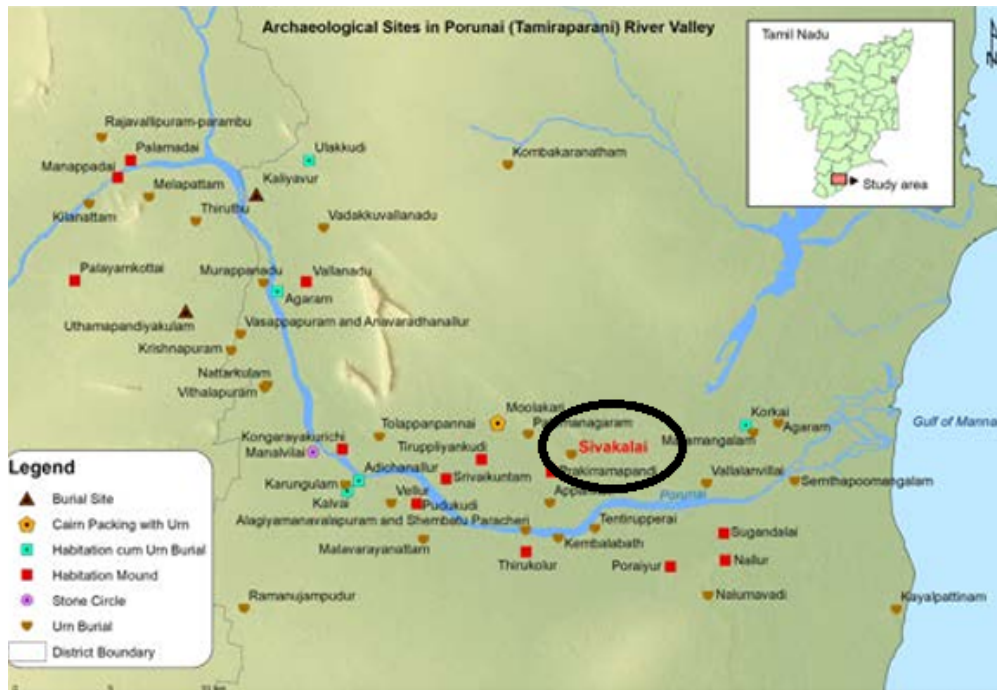 Archaeological Sites in Porunai (Tamiraparani) River Valley
Tamil Nadu
Study area
Rajavallipuram-parambu
Palamadai
Ulakkudi
Kombakaranatham
Manappadai
Melapattam
Kaliyavur
Kilanattam
Thiruthu
Vadakkuvallanadu
Palayamkottai
Murappanadu
Vallanadu
Agaram
Uthamapandiyakulam
Vasappapuram and Anavaradhanallur
Krishnapuram
Nattarkulam
Vithalapuram
Moolakari
Korkai
Tolappanpannai
Agaram
Gulf of Manna
Kongarayakurichi
Tiruppliyankudi
Sivakalai
Manalvilai
Adichanallur
Srivaikuntam
Vallalanvillai
Karungulam
Vellur
Porunai
Semthapoomangalam
Kalvai
Pudukudi
Alagiyamanavalapuram and Shembatu Paracheri
Tentirupperai
Sugandalai
Malavarayanattam
Kembalabath
Thirukolur
Poraiyur
Nallur
Ramanujampudur
Nalumavadi
Kayalpattinam
Legend
Burial Site
Cairn Packing with Urn
Habitation cum Urn Burial
Habitation Mound
Stone Circle
Urn Burial
District Boundary